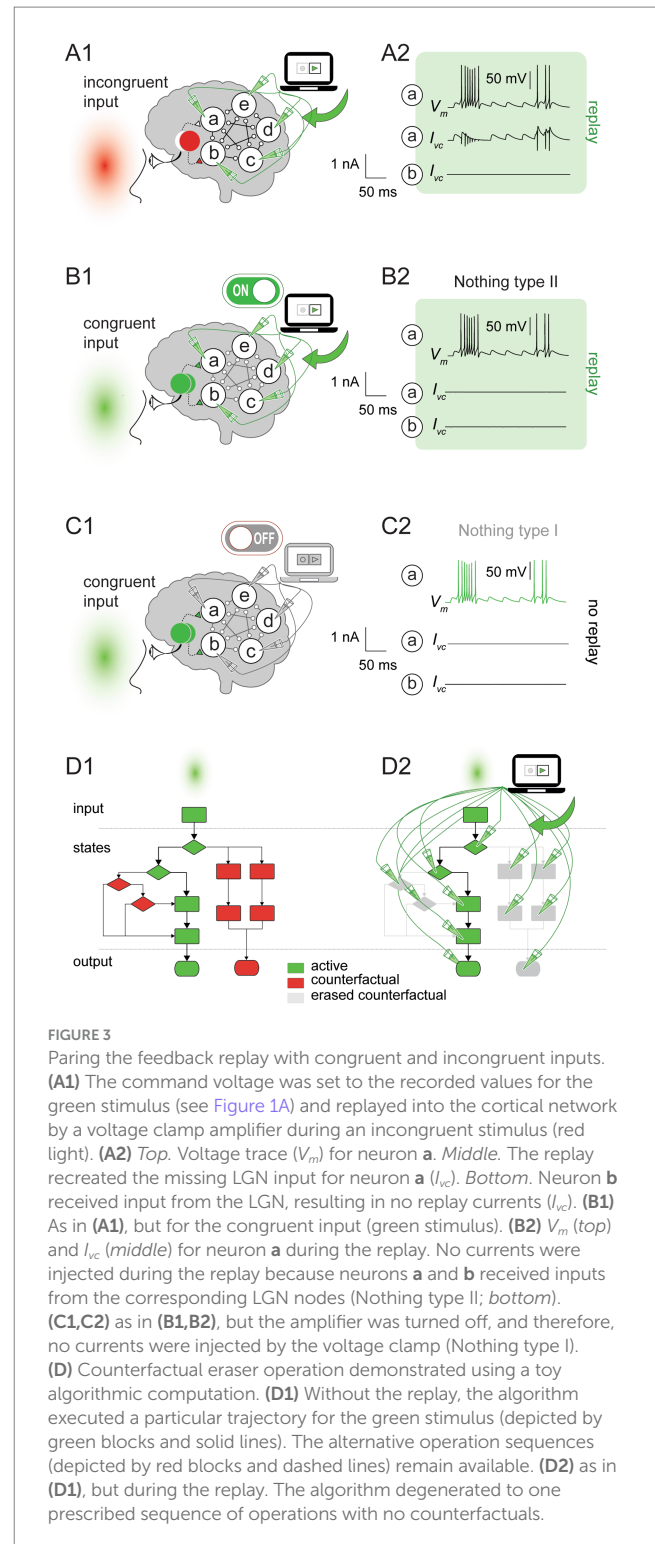 A1
A2
incongruent
input
e
a
d
b
c
a
V_m
50 mV
a
I_vc
b
I_vc
1 nA
50 ms
replay
B1
B2
ON
Nothing type II
congruent
input
e
a
d
b
c
a
V_m
50 mV
a
I_vc
b
I_vc
1 nA
50 ms
replay
C1
C2
OFF
Nothing type I
congruent
input
e
a
d
b
c
a
V_m
50 mV
a
I_vc
b
I_vc
1 nA
50 ms
no replay
D1
D2
input
states
output
active
counterfactual
erased counterfactual
FIGURE 3
Paring the feedback replay with congruent and incongruent inputs.
(A1) The command voltage was set to the recorded values for the
green stimulus (see Figure 1A) and replayed into the cortical network
by a voltage clamp amplifier during an incongruent stimulus (red
light). (A2) Top. Voltage trace (V_m) for neuron a. Middle. The replay
recreated the missing LGN input for neuron a (I_vc). Bottom. Neuron b
received input from the LGN, resulting in no replay currents (I_vc). (B1)
As in (A1), but for the congruent input (green stimulus). (B2) V_m (top)
and I_vc (middle) for neuron a during the replay. No currents were
injected during the replay because neurons a and b received inputs
from the corresponding LGN nodes (Nothing type II; bottom).
(C1,C2) as in (B1,B2), but the amplifier was turned off, and therefore,
no currents were injected by the voltage clamp (Nothing type I).
(D) Counterfactual eraser operation demonstrated using a toy
algorithmic computation. (D1) Without the replay, the algorithm
executed a particular trajectory for the green stimulus (depicted by
green blocks and solid lines). The alternative operation sequences
(depicted by red blocks and dashed lines) remain available. (D2) as in
(D1), but during the replay. The algorithm degenerated to one
prescribed sequence of operations with no counterfactuals.